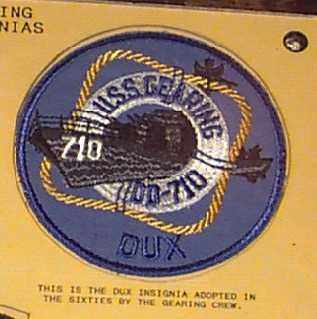 ING
NIAS
U.S.S GEARING
710
DD-710
DUX
THIS IS THE DUX INSIGNIA ADOPTED IN
THE SIXTIES BY THE GEARING CREW.